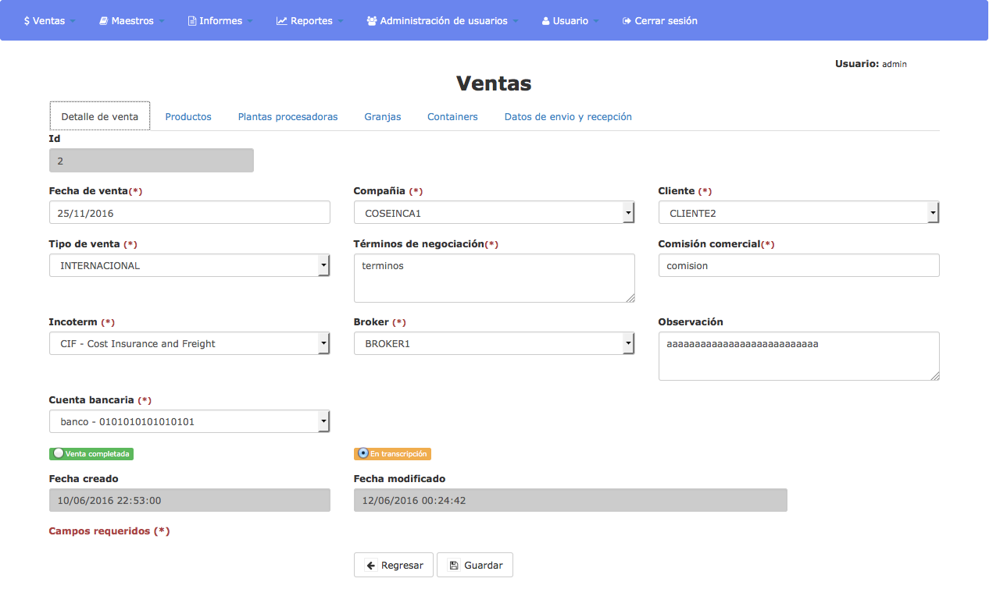 $ Ventas Maestros Informes Reportes Administración de usuarios Usuario Cerrar sesión
Usuario: admin
Ventas
Detalle de venta Productos Plantas procesadoras Granjas Containers Datos de envio y recepción
Id
2
Fecha de venta(*) Compañia (*) Cliente (*)
25/11/2016 COSEINCA1 CLIENTE2
Tipo de venta (*) Términos de negociación(*) Comisión comercial(*)
INTERNACIONAL terminos comision
Incoterm (*) Broker (*) Observación
CIF - Cost Insurance and Freight BROKER1 aaaaaaaaaaaaaaaaaaaaaaaaaaa
Cuenta bancaria (*)
banco - 0101010101010101
Venta completada En transcripción
Fecha creado Fecha modificado
10/06/2016 22:53:00 12/06/2016 00:24:42
Campos requeridos (*)
Regresar Guardar